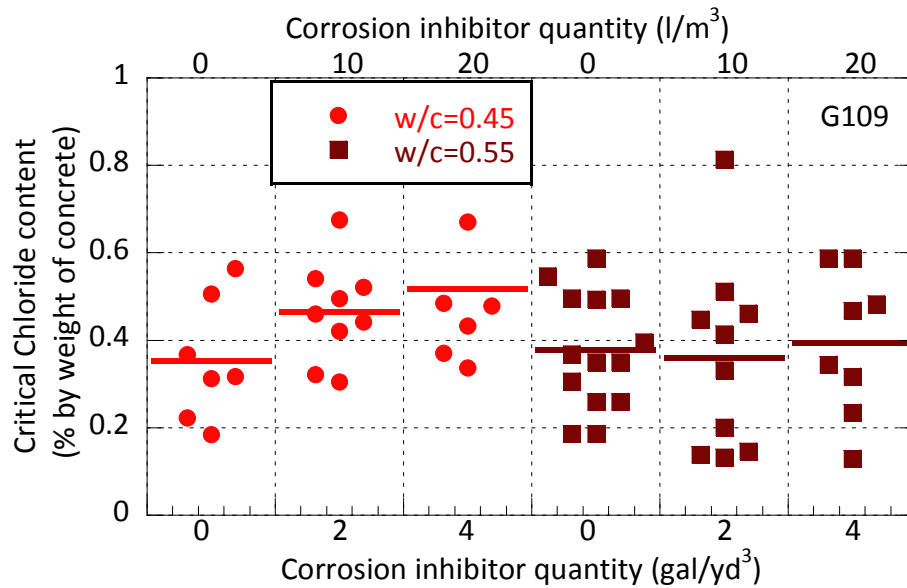 Corrosion inhibitor quantity (l/m³)
0 10 20 0 10 20
1
0.8
0.6
0.4
0.2
0
Critical Chloride content
(% by weight of concrete)
w/c=0.45
w/c=0.55
G109
0 2 4 0 2 4
Corrosion inhibitor quantity (gal/yd³)